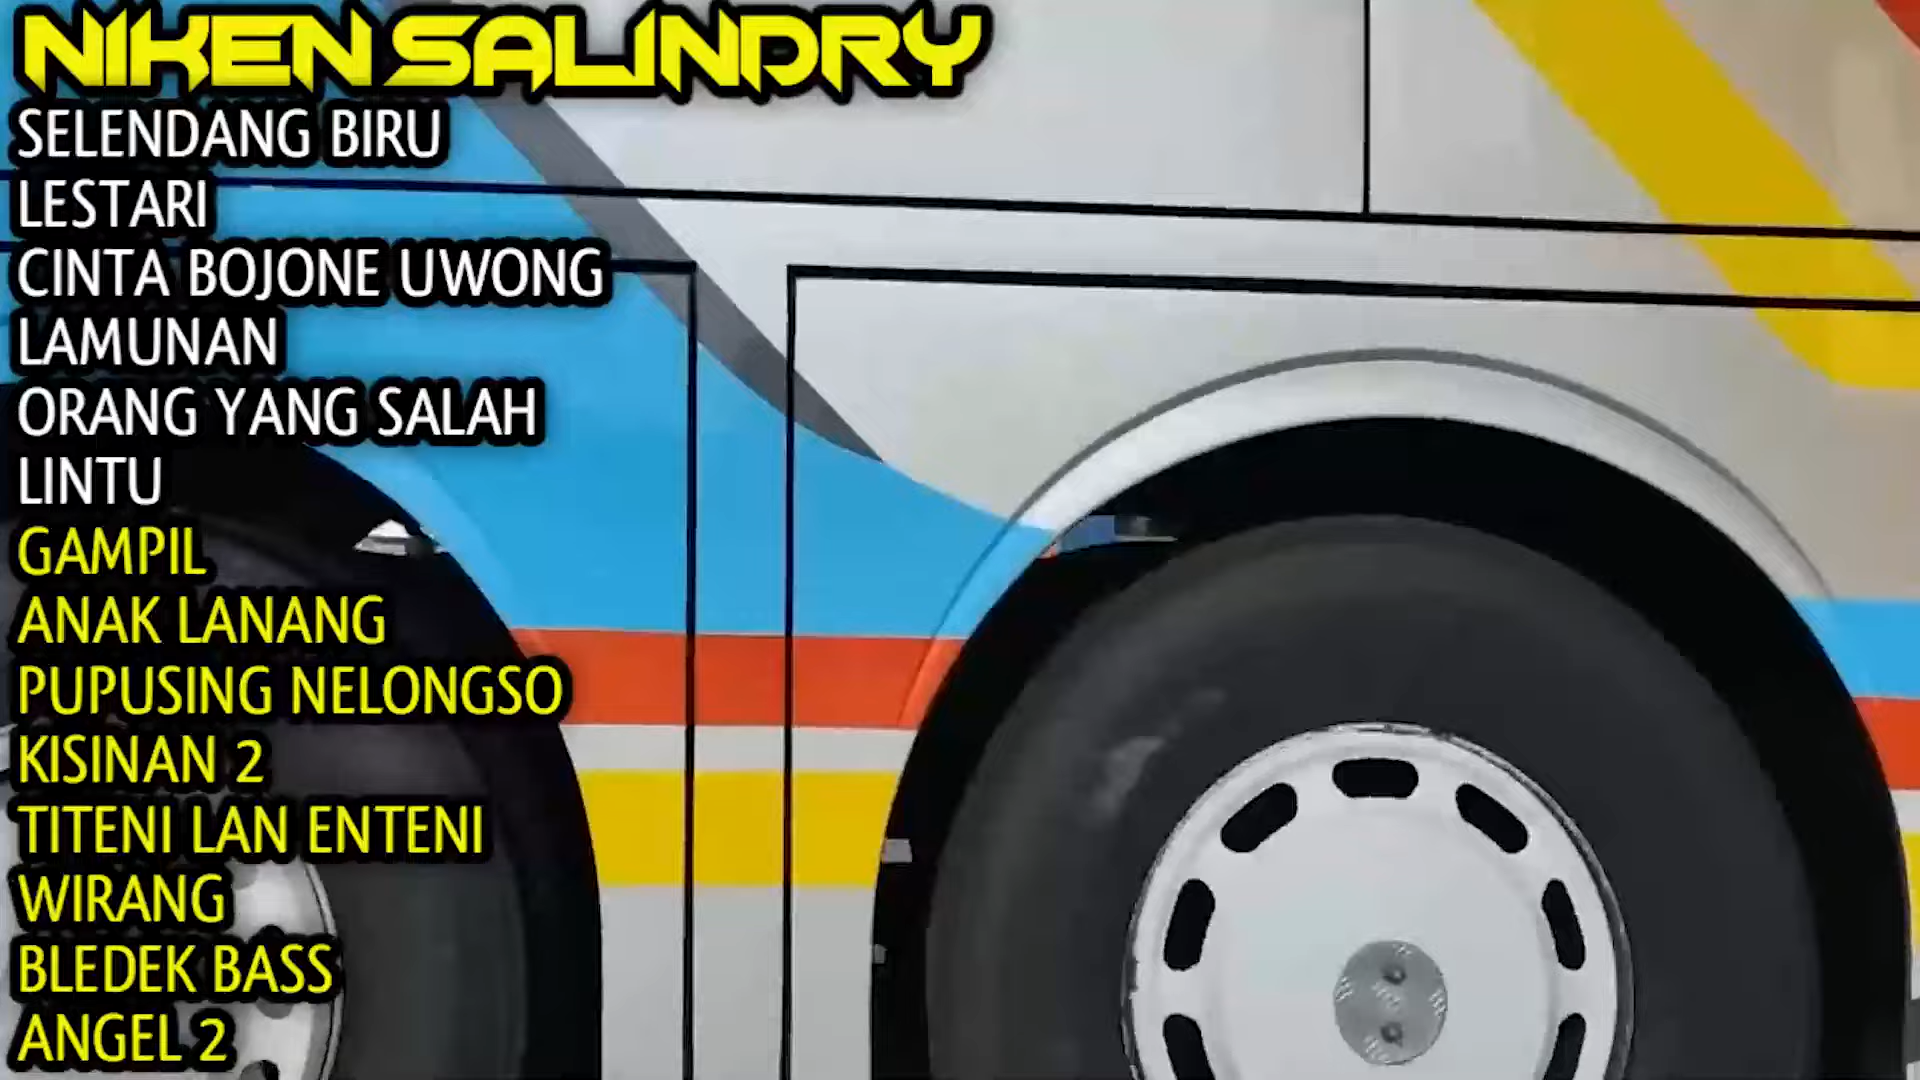 NIKEN SALINDRY
SELENDANG BIRU
LESTARI
CINTA BOJONE UWONG
LAMUNAN
ORANG YANG SALAH
LINTU
GAMPIL
ANAK LANANG
PUPUSING NELONGSO
KISINAN 2
TITENI LAN ENTENI
WIRANG
BLEDEK BASS
ANGEL 2